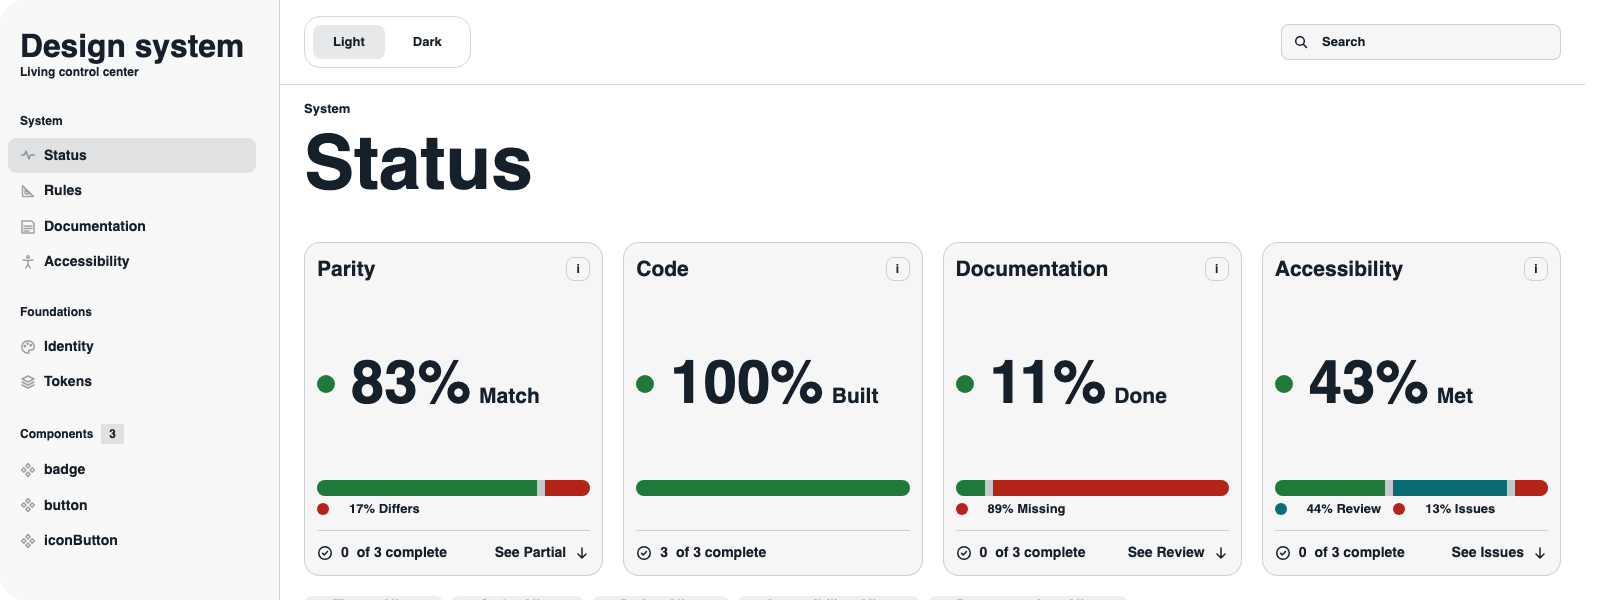 Design system
Living control center
System
Status
Rules
Documentation
Accessibility
Foundations
Identity
Tokens
Components 3
badge
button
iconButton
Light Dark
Search
System
Status
Parity i
83% Match
17% Differs
0 of 3 complete See Partial
Code i
100% Built
3 of 3 complete
Documentation i
11% Done
89% Missing
0 of 3 complete See Review
Accessibility i
43% Met
44% Review 13% Issues
0 of 3 complete See Issues